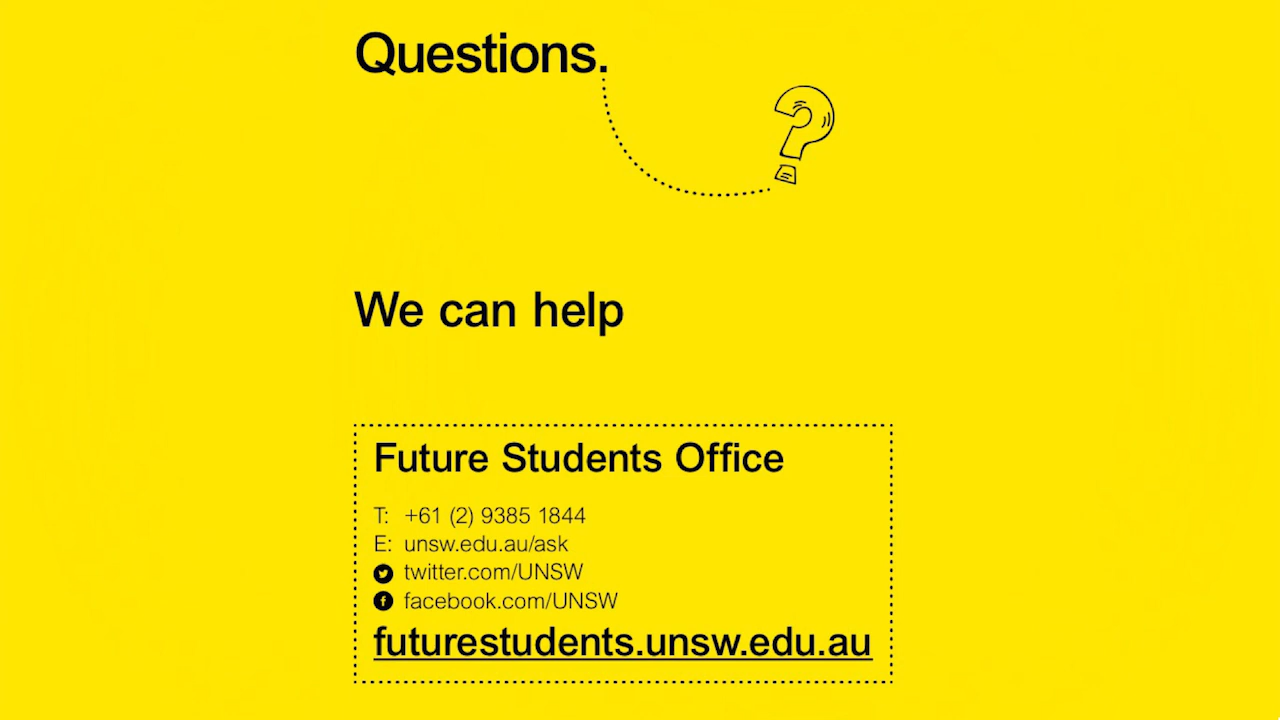 Questions.
?
We can help
Future Students Office
T: +61 (2) 9385 1844
E: unsw.edu.au/ask
twitter.com/UNSW
facebook.com/UNSW
futurestudents.unsw.edu.au